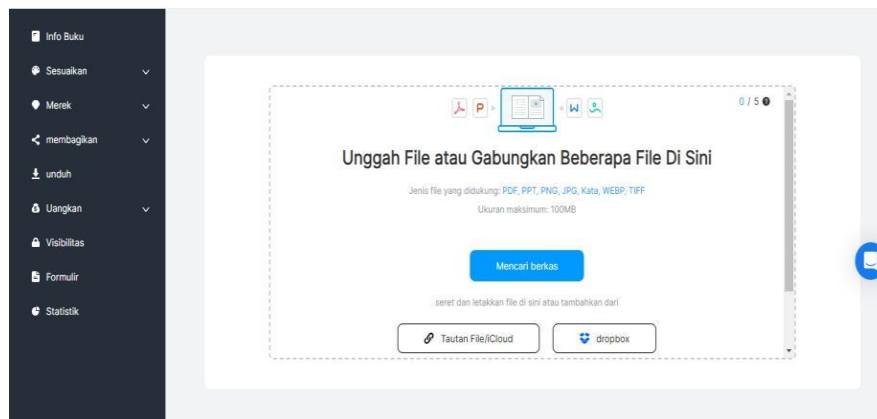 Info Buku
Sesuaikan
Merek
membagikan
unduh
Uangkan
Visibilitas
Formulir
Statistik
0 / 5
Unggah File atau Gabungkan Beberapa File Di Sini
Jenis file yang didukung: PDF, PPT, PNG, JPG, Kata, WEBP, TIFF
Ukuran maksimum: 100MB
Mencari berkas
seret dan letakkan file di sini atau tambahkan dari
Tautan File/iCloud
dropbox